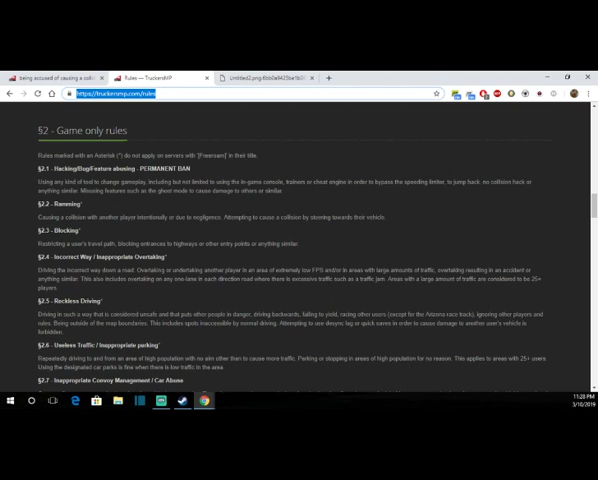 being accused of causing a colli
Rules — TruckersMP
https://truckersmp.com/rules
§2 - Game only rules
Rules marked with an Asterisk (*) do not apply on servers with '[Freeroam]' in their title.
§2.1 - Hacking/Bug/Feature abusing - PERMANENT BAN
Using any kind of tool to change gameplay, including but not limited to using the in-game console, trainers or cheat engine in order to bypass the speeding limiter, to jump hack, no collision hack or
anything similar. Misusing features such as the ghost mode to cause damage to others or similar.
§2.2 - Ramming*
Causing a collision with another player intentionally or due to negligence. Attempting to cause a collision by steering towards their vehicle.
§2.3 - Blocking*
Restricting a user's travel path, blocking entrances to highways or other entry points or anything similar.
§2.4 - Incorrect Way / Inappropriate Overtaking*
Driving the incorrect way down a road. Overtaking or undertaking another player in an area of extremely low FPS and/or in areas with large amounts of traffic, overtaking resulting in an accident or
anything similar. This also includes overtaking on any one-lane in each direction road where there is excessive traffic such as a traffic jam. Areas with a large amount of traffic are considered to be 25+
players
§2.5 - Reckless Driving*
Driving in such a way that is considered unsafe and that puts other people in danger, driving backwards, failing to yield, racing other users (except for the Arizona race track), ignoring other players and
rules. Being outside of the map boundaries. This includes spots inaccessible by normal driving. Attempting to use desync lag or quick saves in order to cause damage to another user's vehicle is
forbidden.
§2.6 - Useless Traffic / Inappropriate parking*
Repeatedly driving to and from an area of high population with no aim other than to cause more traffic. Parking or stopping in areas of high population for no reason. This applies to areas with 25+ users.
Using the designated car parks is fine when there is low traffic in the area
§2.7 - Inappropriate Convoy Management / Car Abuse
11:28 PM
3/10/2019